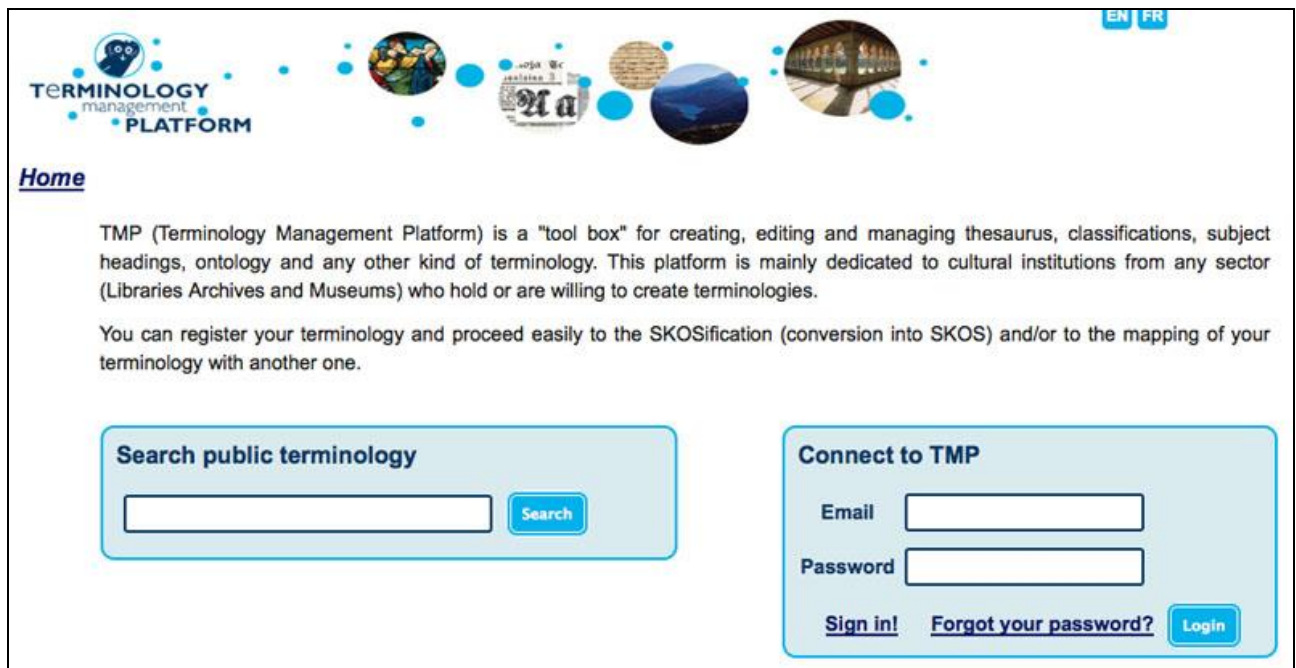 EN FR
TeRMINOLOGY
management
PLATFORM
Home
TMP (Terminology Management Platform) is a "tool box" for creating, editing and managing thesaurus, classifications, subject
headings, ontology and any other kind of terminology. This platform is mainly dedicated to cultural institutions from any sector
(Libraries Archives and Museums) who hold or are willing to create terminologies.
You can register your terminology and proceed easily to the SKOSification (conversion into SKOS) and/or to the mapping of your
terminology with another one.
Search public terminology
Search
Connect to TMP
Email
Password
Sign in! Forgot your password? Login